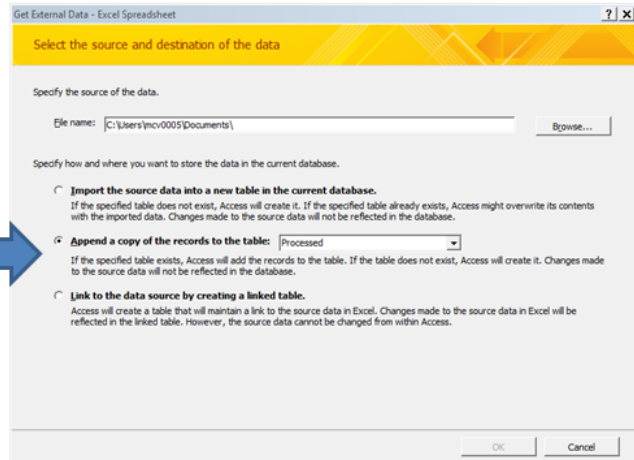 Get External Data - Excel Spreadsheet
Select the source and destination of the data
Specify the source of the data.
File name: C:\Users\mcv0005\Documents\ Browse...
Specify how and where you want to store the data in the current database.
Import the source data into a new table in the current database.
If the specified table does not exist, Access will create it. If the specified table already exists, Access might overwrite its contents
with the imported data. Changes made to the source data will not be reflected in the database.
Append a copy of the records to the table: Processed
If the specified table exists, Access will add the records to the table. If the table does not exist, Access will create it. Changes made
to the source data will not be reflected in the database.
Link to the data source by creating a linked table.
Access will create a table that will maintain a link to the source data in Excel. Changes made to the source data in Excel will be
reflected in the linked table. However, the source data cannot be changed from within Access.
OK Cancel